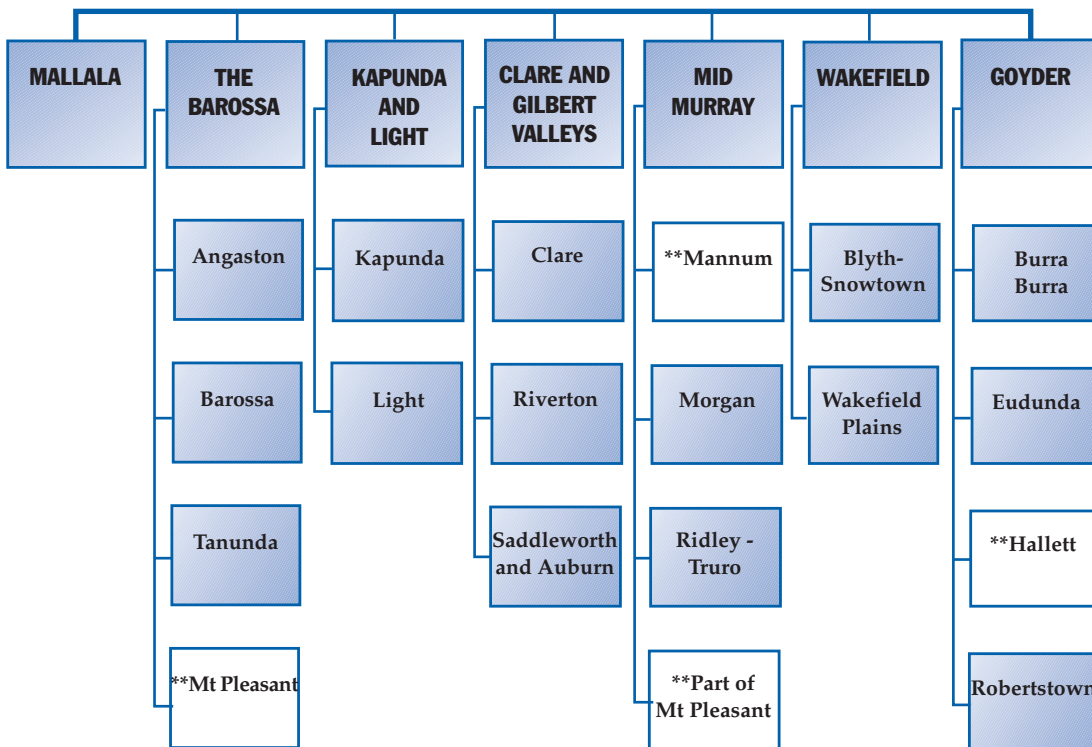 MALLALA
THE
BAROSSA
KAPUNDA
AND
LIGHT
CLARE AND
GILBERT
VALLEYS
MID
MURRAY
WAKEFIELD
GOYDER
Angaston
Kapunda
Clare
**Mannum
Blyth-
Snowtown
Burra
Burra
Barossa
Light
Riverton
Morgan
Wakefield
Plains
Eudunda
Tanunda
Saddleworth
and Auburn
Ridley -
Truro
**Hallett
**Mt Pleasant
**Part of
Mt Pleasant
Robertstown